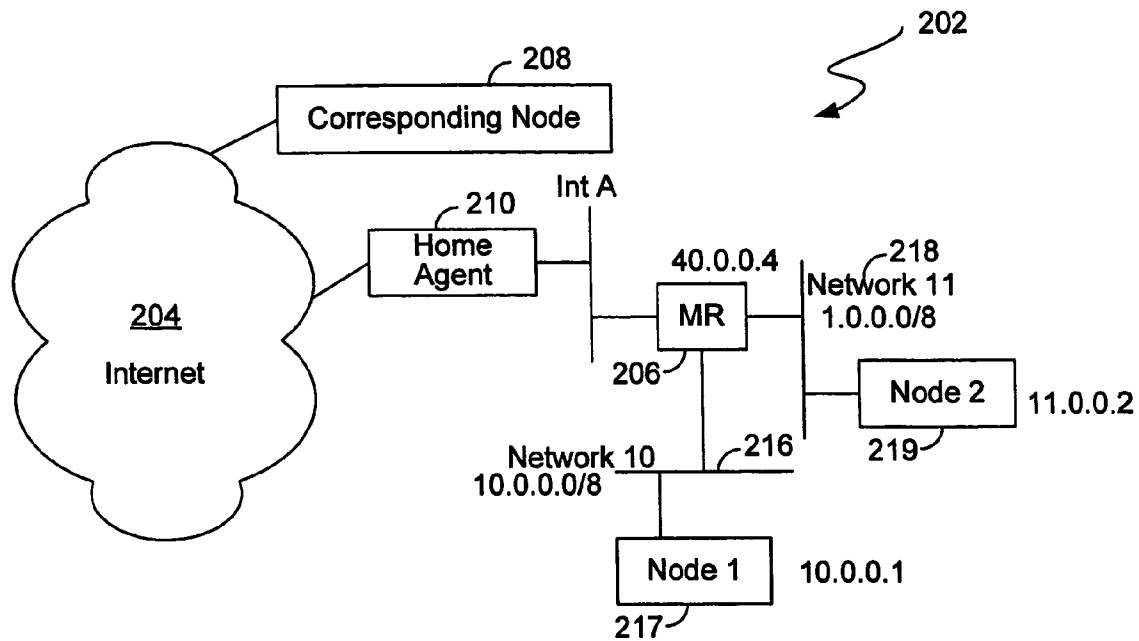 202
208
Corresponding Node
Int A
210
Home
Agent
40.0.0.4
218
Network 11
1.0.0.0/8
MR
206
204
Internet
Node 2
11.0.0.2
219
Network 10
216
10.0.0.0/8
Node 1
10.0.0.1
217